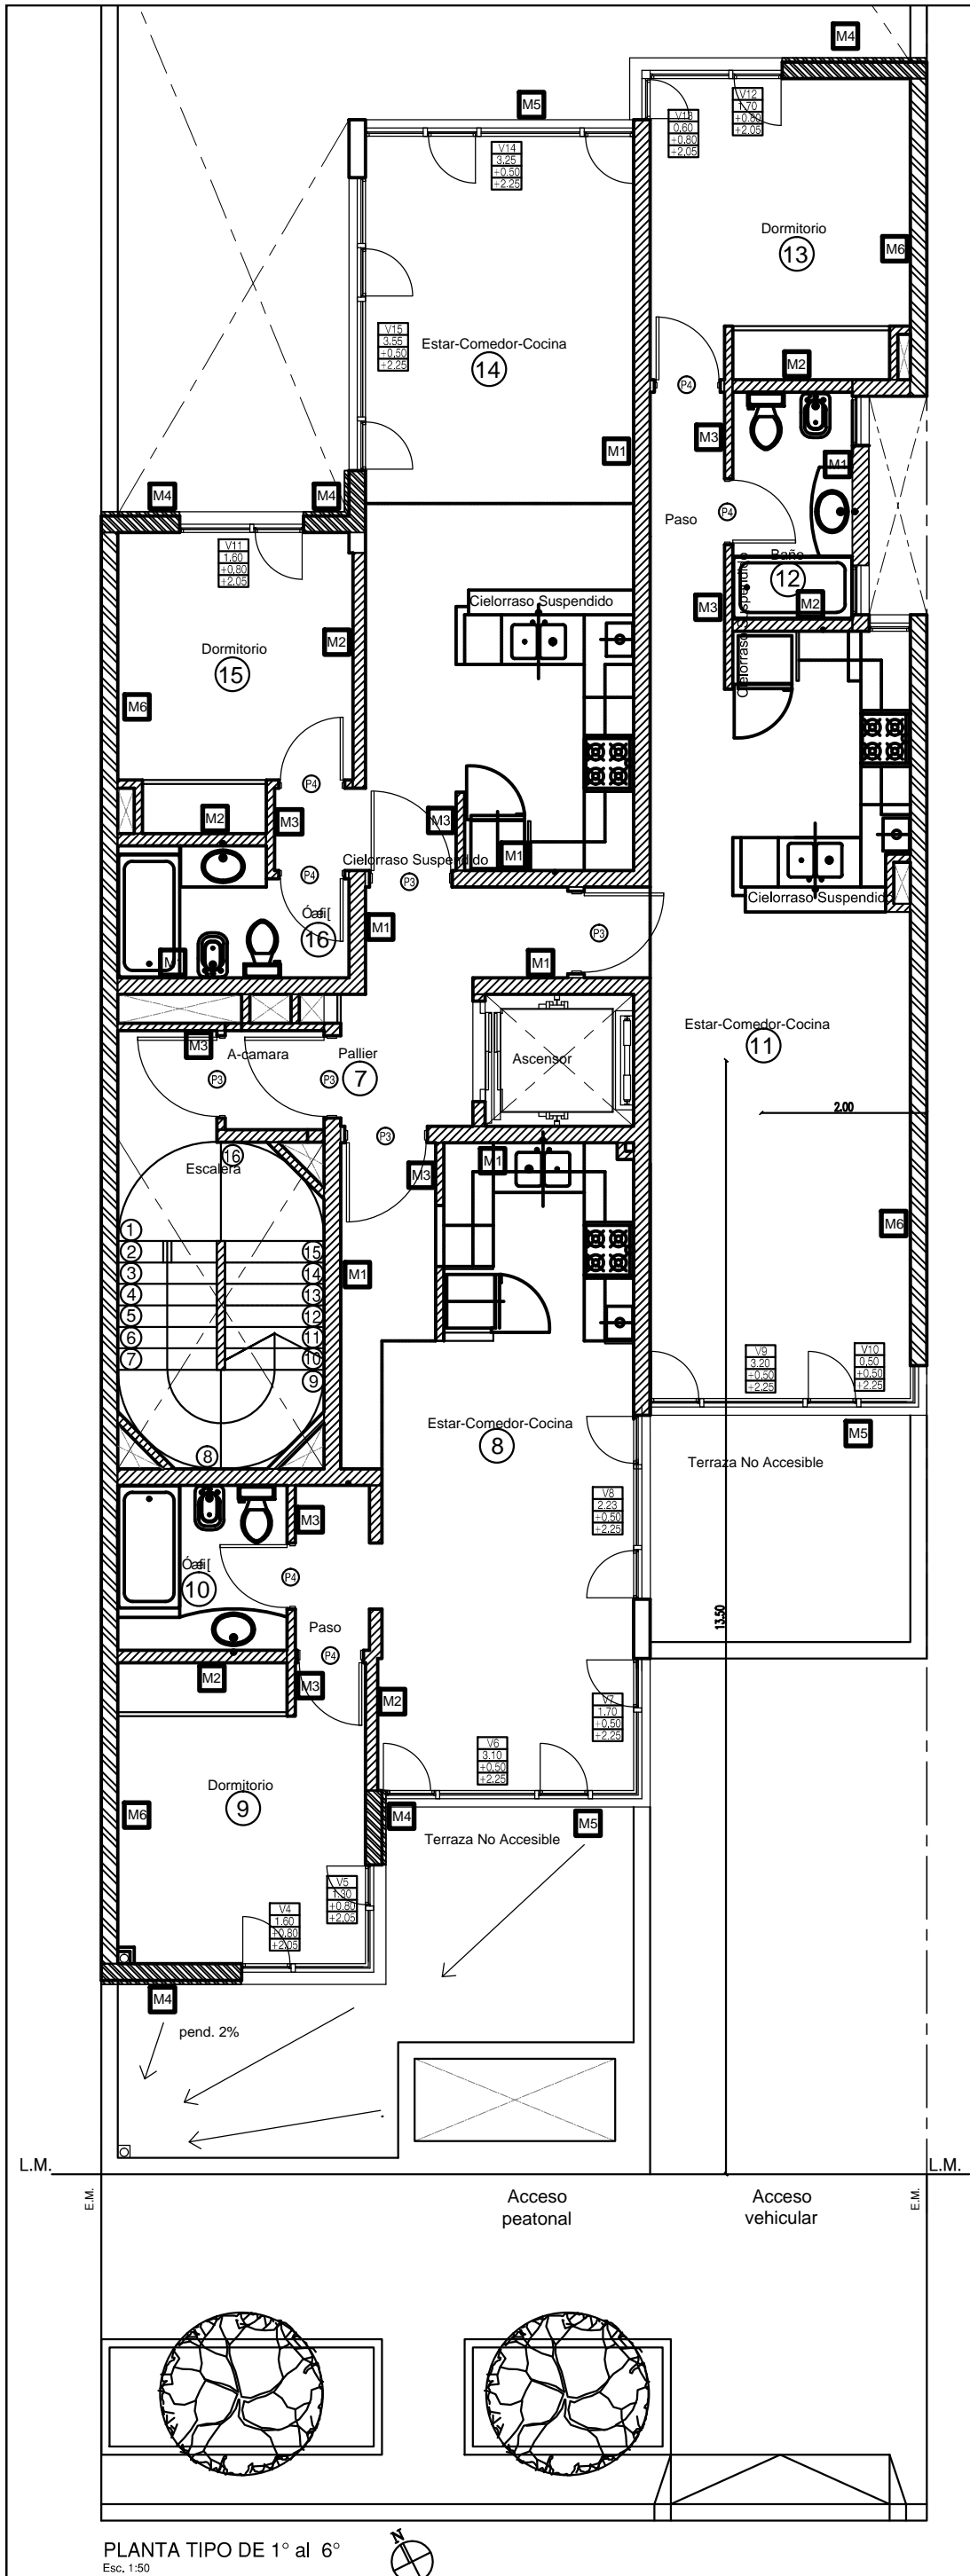 M4
M5
V12
1.70
+0.80
+2.05
V13
0.60
+0.80
+2.05
V14
3.25
+0.50
+2.25
Dormitorio
13
M6
V15
3.55
+0.50
+2.25
Estar-Comedor-Cocina
14
M2
P4
M3
M1
M1
M4
M4
P4
Paso
V11
1.60
+0.80
+2.05
Baño
12
M2
Cielorraso Suspendido
M3
Cielorraso Suspendido
Dormitorio
15
M2
M6
P4
M2
M3
M3
M1
Cielorraso Suspendido
P3
P4
Cielorraso Suspendido
16
M1
P3
M1
M1
Estar-Comedor-Cocina
11
M3
A-camara
Pallier
7
Ascensor
P3
P3
2.00
P3
16
Escalera
M1
M3
M6
1
2
3
4
5
6
7
8
9
10
11
12
13
14
15
M1
V9
3.20
+0.50
+2.25
V10
0.50
+0.50
+2.25
Estar-Comedor-Cocina
8
M5
Terraza No Accesible
V8
2.23
+0.50
+2.25
M3
10
P4
13.50
Paso
P4
M2
M3
M2
V7
1.70
+0.50
+2.25
V6
3.10
+0.50
+2.25
Dormitorio
9
M6
M4
M5
Terraza No Accesible
V5
1.30
+0.80
+2.05
V4
1.60
+0.80
+2.05
M4
pend. 2%
L.M.
L.M.
E.M.
E.M.
Acceso
peatonal
Acceso
vehicular
PLANTA TIPO DE 1° al 6°
Esc. 1:50
N